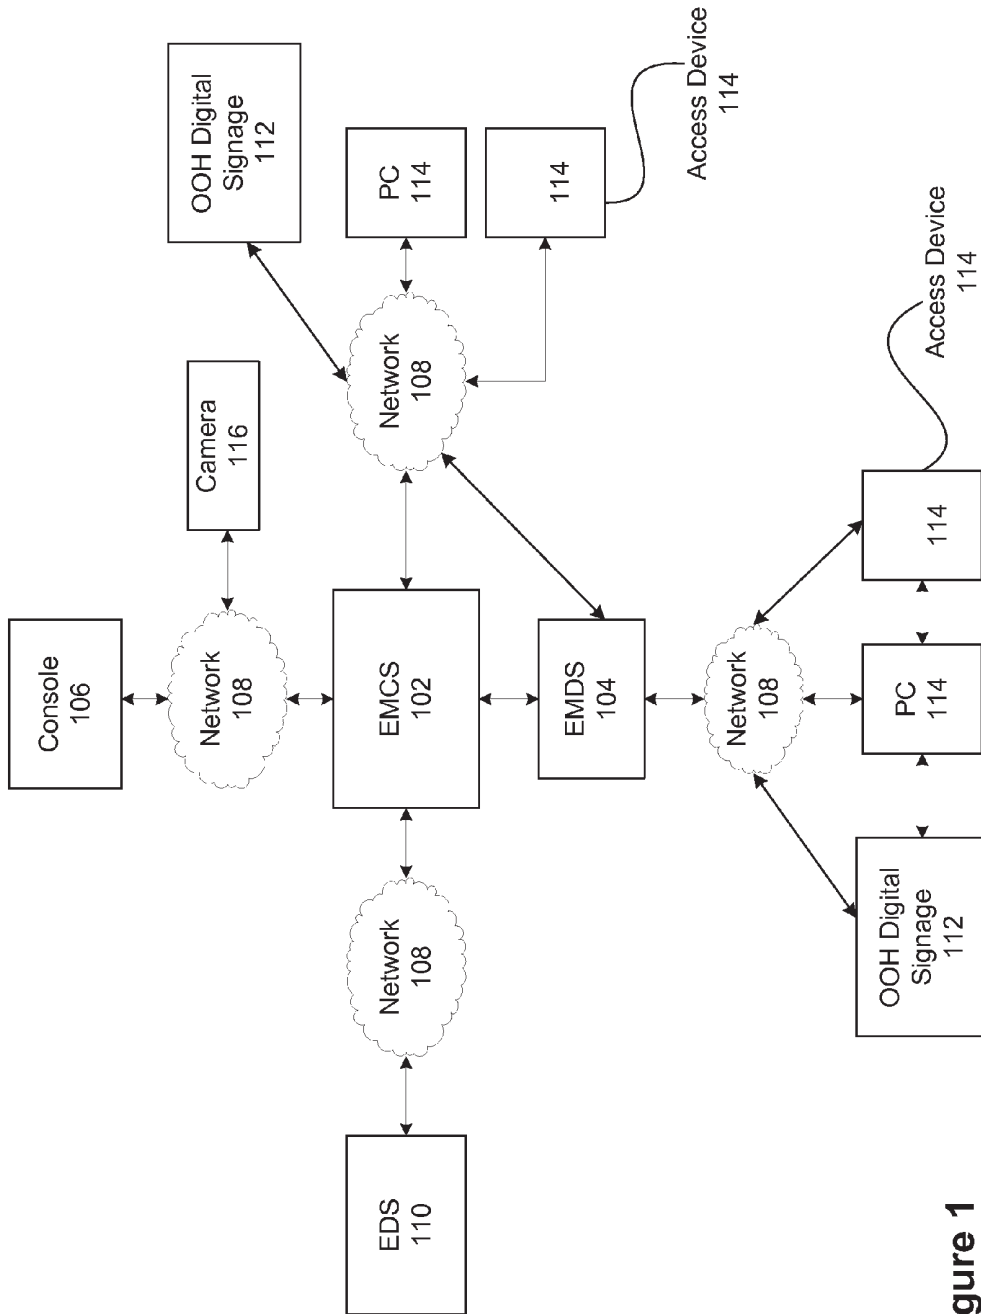 Console
106
Network
108
Camera
116
OOH Digital
Signage
112
EDS
110
Network
108
EMCS
102
Network
108
PC
114
114
Access Device
114
EMDS
104
Network
108
OOH Digital
Signage
112
PC
114
114
Access Device
114
gure 1